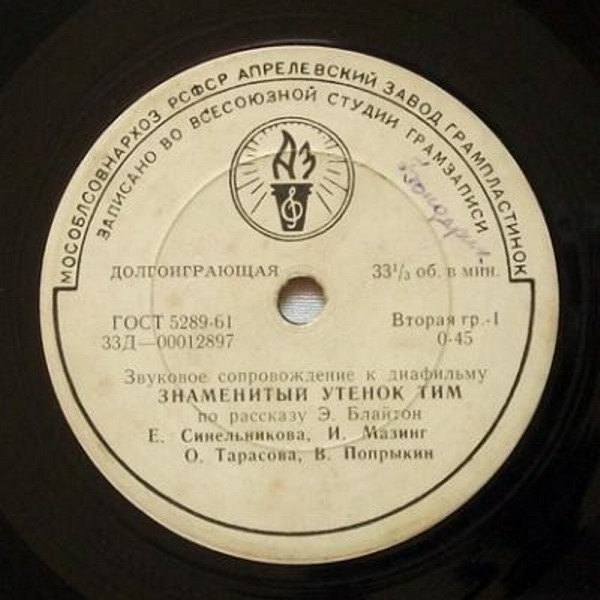 МОСОБЛСОВНАРХОЗ РСФСР АПРЕЛЕВСКИЙ ЗАВОД ГРАМПЛАСТИНОК
ЗАПИСАНО ВО ВСЕСОЮЗНОЙ СТУДИИ ГРАМЗАПИСИ
АЗ
ДОЛГОИГРАЮЩАЯ 33¹/₃ об. в мин.
ГОСТ 5289-61 Вторая гр.-I
33Д—00012897 0-45
Звуковое сопровождение к диафильму
ЗНАМЕНИТЫЙ УТЕНОК ТИМ
по рассказу Э. Блайтон
Е. Синельникова, И. Мазинг
О. Тарасова, В. Попрыкин